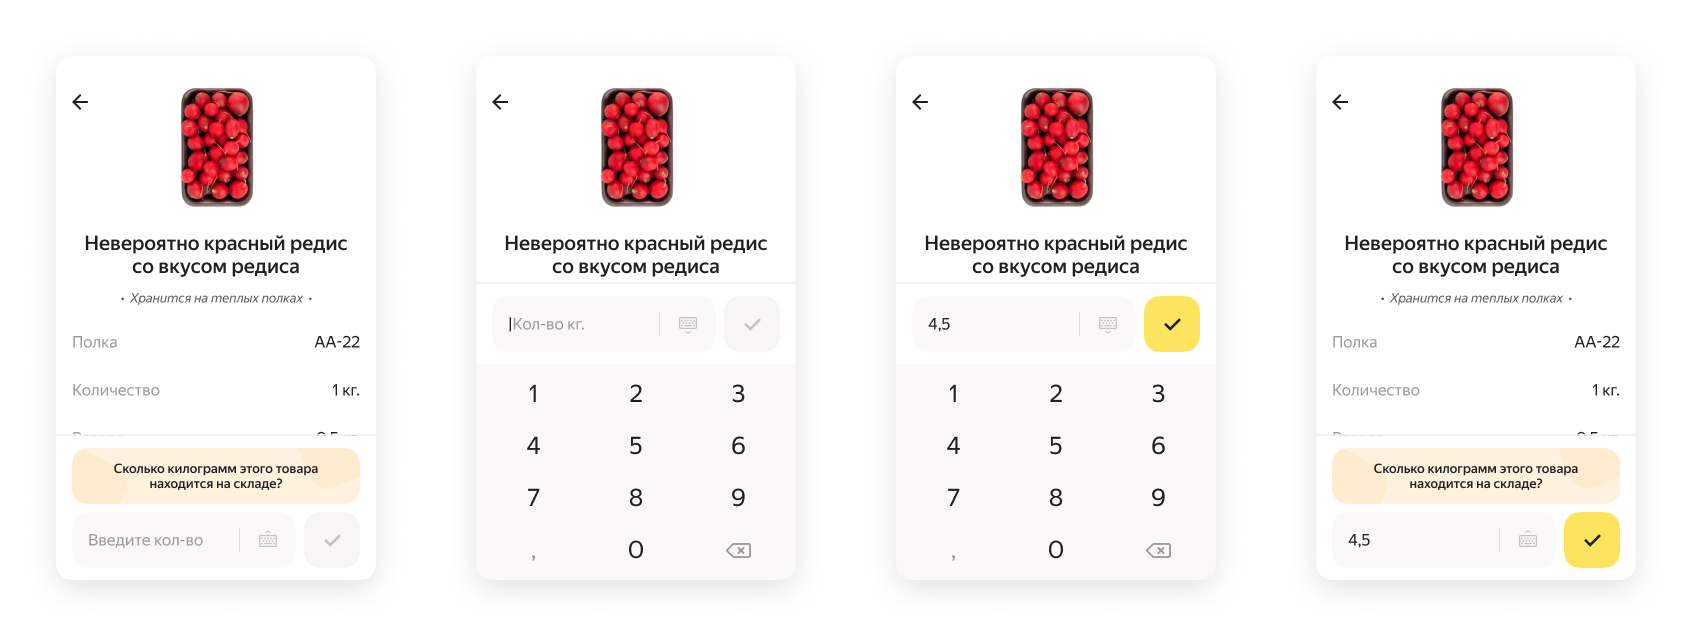 Невероятно красный редис
со вкусом редиса
• Хранится на теплых полках •
Полка АА-22
Количество 1 кг.
Сколько килограмм этого товара
находится на складе?
Введите кол-во
Невероятно красный редис
со вкусом редиса
Кол-во кг.
1 2 3
4 5 6
7 8 9
, 0
Невероятно красный редис
со вкусом редиса
4,5
1 2 3
4 5 6
7 8 9
, 0
Невероятно красный редис
со вкусом редиса
• Хранится на теплых полках •
Полка АА-22
Количество 1 кг.
Сколько килограмм этого товара
находится на складе?
4,5